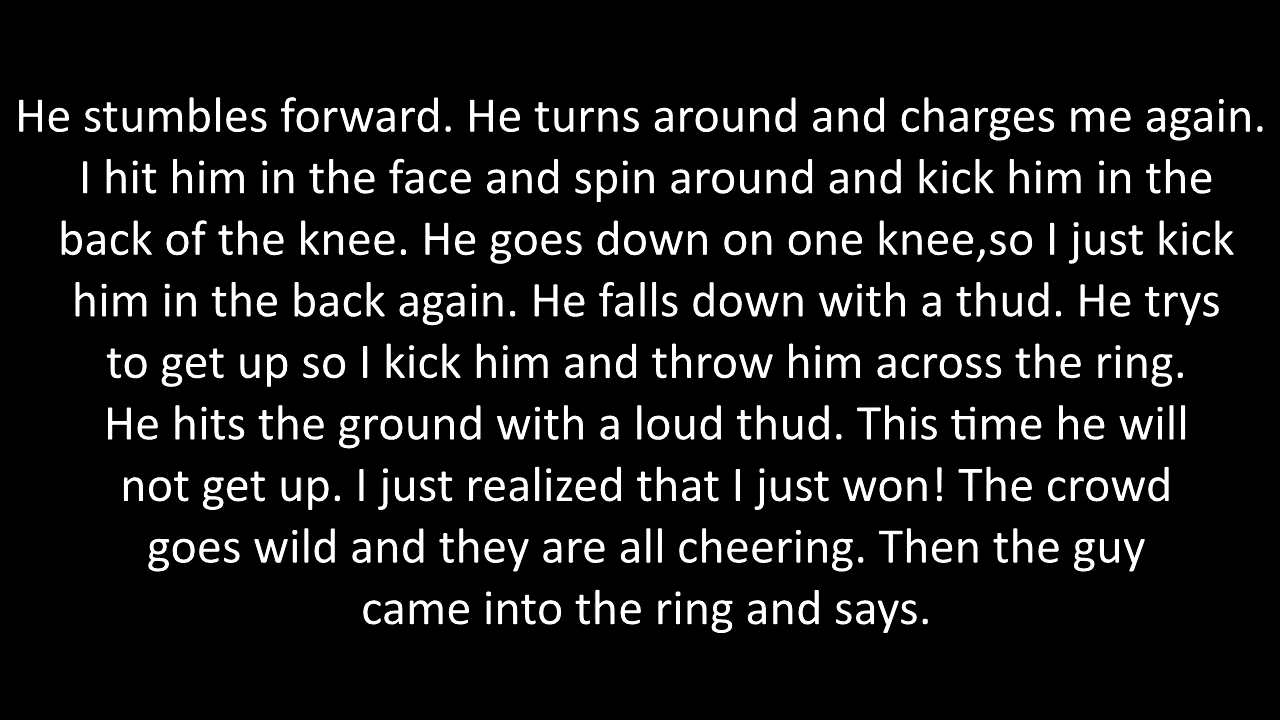 He stumbles forward. He turns around and charges me again.
I hit him in the face and spin around and kick him in the
back of the knee. He goes down on one knee,so I just kick
him in the back again. He falls down with a thud. He trys
to get up so I kick him and throw him across the ring.
He hits the ground with a loud thud. This time he will
not get up. I just realized that I just won! The crowd
goes wild and they are all cheering. Then the guy
came into the ring and says.